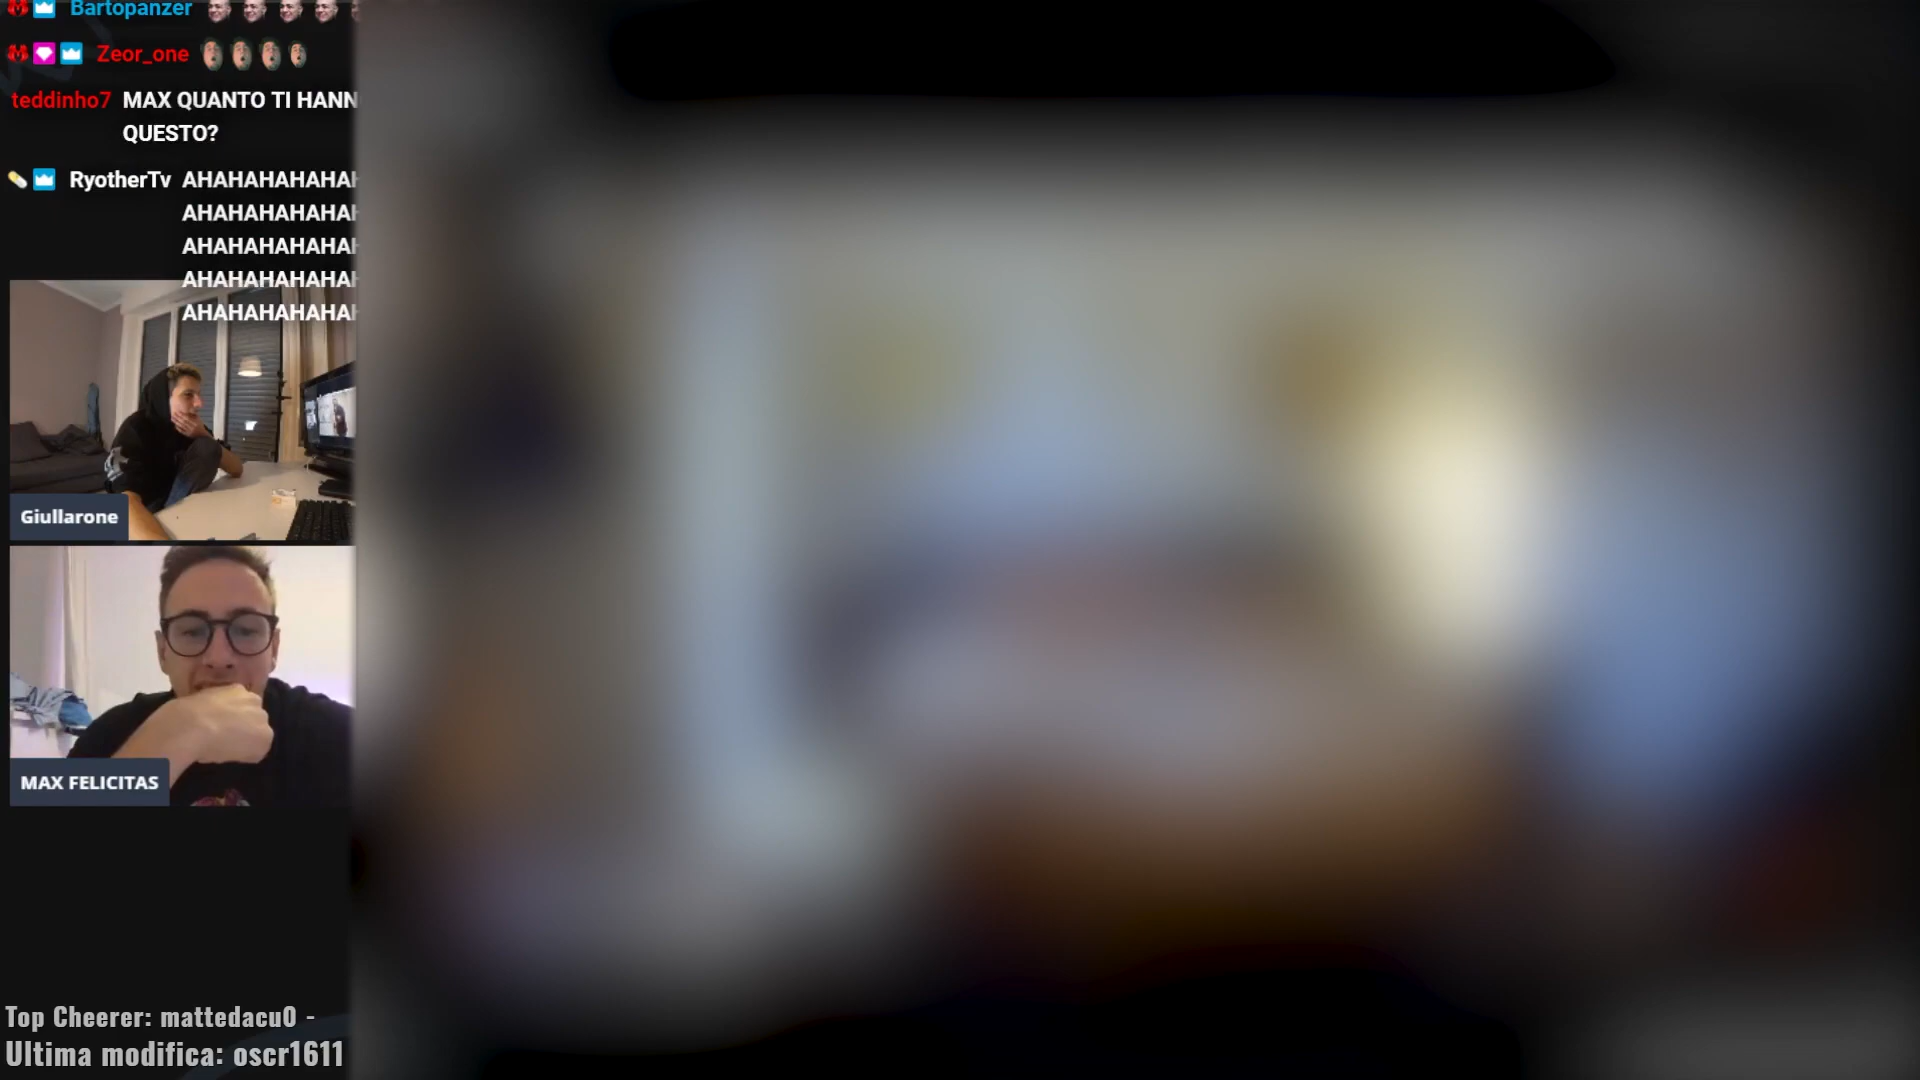 Bartopanzer
Zeor_one
teddinho7 MAX QUANTO TI HANN
QUESTO?
RyotherTv AHAHAHAHAHAH
AHAHAHAHAHAH
AHAHAHAHAHAH
AHAHAHAHAHAH
AHAHAHAHAHAH
Giullarone
MAX FELICITAS
Top Cheerer: mattedacu0 -
Ultima modifica: oscr1611